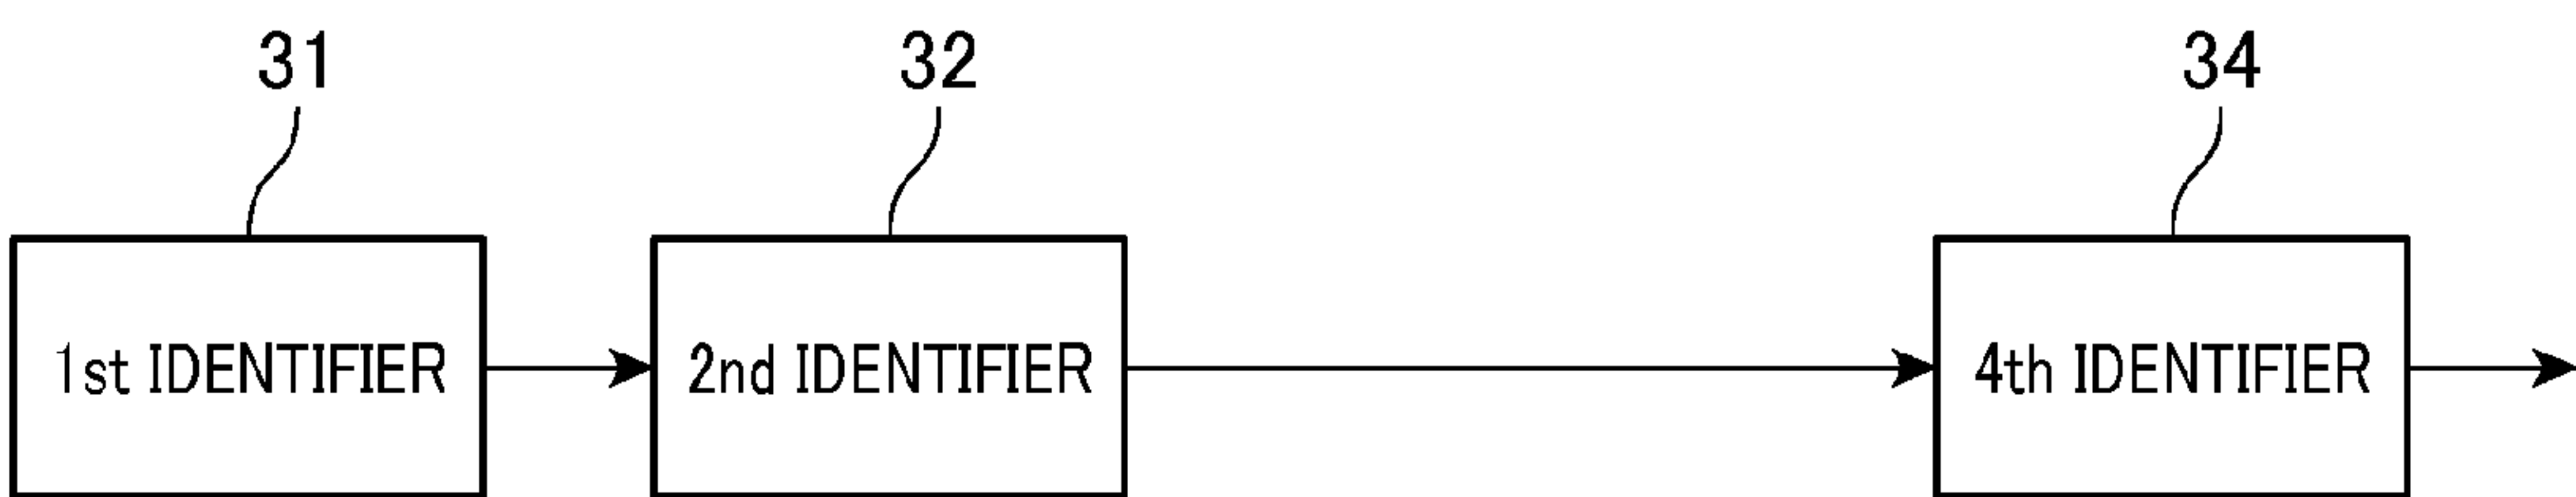 31
32
34
1st IDENTIFIER
2nd IDENTIFIER
4th IDENTIFIER